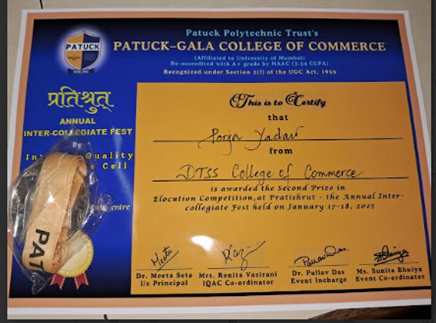 Patuck Polytechnic Trust's
PATUCK-GALA COLLEGE OF COMMERCE
(Affiliated to University of Mumbai)
Re-accredited with A+ grade by NAAC (3.34 CGPA)
Recognized under Section 2(f) of the UGC Act, 1956
PATUCK
प्रतिश्रुत्
ANNUAL
INTER-COLLEGIATE FEST
BY
Quality
Cell
centre
PAT
This is to Certify
that
Pooja Yadav
from
DTSS College of Commerce
is awarded the Second Prize in
Elocution Competition, at Pratishrut - the Annual Inter-
collegiate Fest held on January 17-18, 2025
Dr. Meeta Seta
I/c Principal
Mrs. Renita Vazirani
IQAC Co-ordinator
Dr. Pallav Das
Event Incharge
Ms. Sunita Bhuiya
Event Co-ordinator